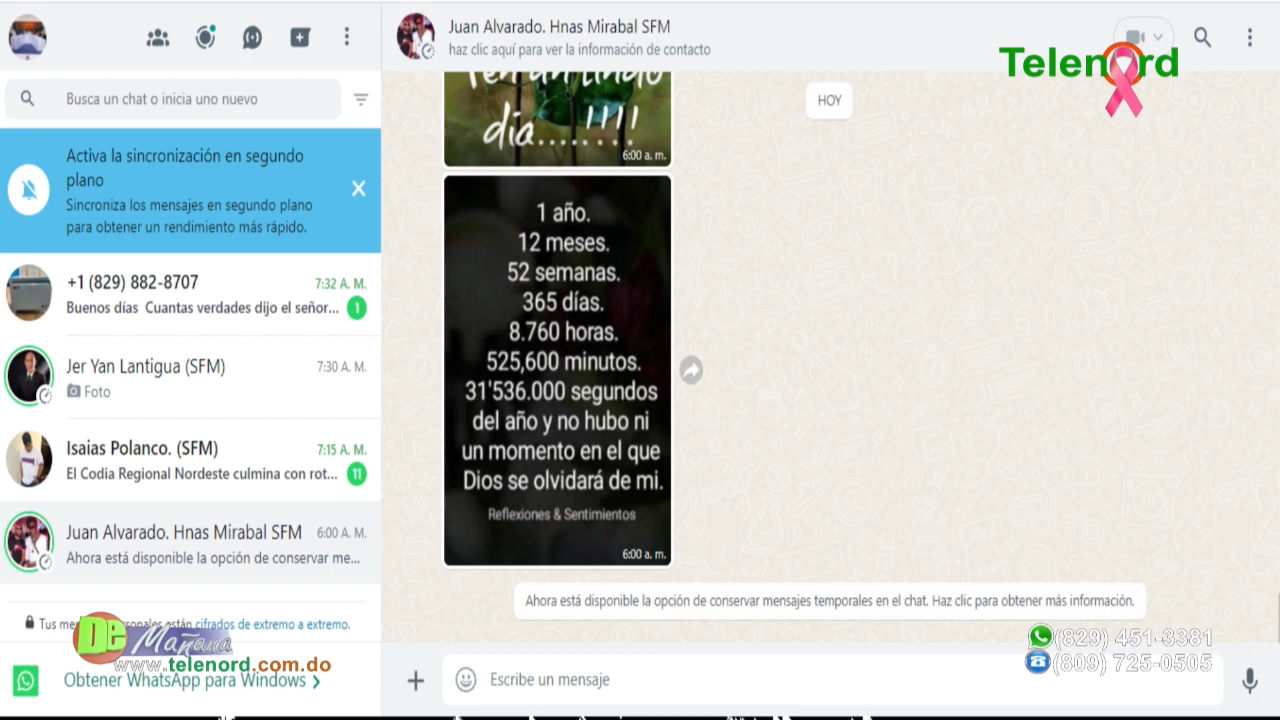 Busca un chat o inicia uno nuevo
Activa la sincronización en segundo
plano
Sincroniza los mensajes en segundo plano
para obtener un rendimiento más rápido.
+1 (829) 882-8707
7:32 A. M.
Buenos días Cuantas verdades dijo el señor...
1
Jer Yan Lantigua (SFM)
7:30 A. M.
Foto
Isaias Polanco. (SFM)
7:15 A. M.
El Codia Regional Nordeste culmina con rot...
11
Juan Alvarado. Hnas Mirabal SFM
6:00 A. M.
Ahora está disponible la opción de conservar me...
Tus
están cifrados de extremo a extremo.
De Mañana
www.telenord.com.do
Obtener WhatsApp para Windows
Juan Alvarado. Hnas Mirabal SFM
haz clic aquí para ver la información de contacto
Telenord
HOY
Ten un lindo
dia........!!!!
6:00 a. m.
1 año.
12 meses.
52 semanas.
365 días.
8.760 horas.
525,600 minutos.
31'536.000 segundos
del año y no hubo ni
un momento en el que
Dios se olvidará de mi.
Reflexiones & Sentimientos
6:00 a. m.
Ahora está disponible la opción de conservar mensajes temporales en el chat. Haz clic para obtener más información.
(829) 451-3381
(809) 725-0505
Escribe un mensaje